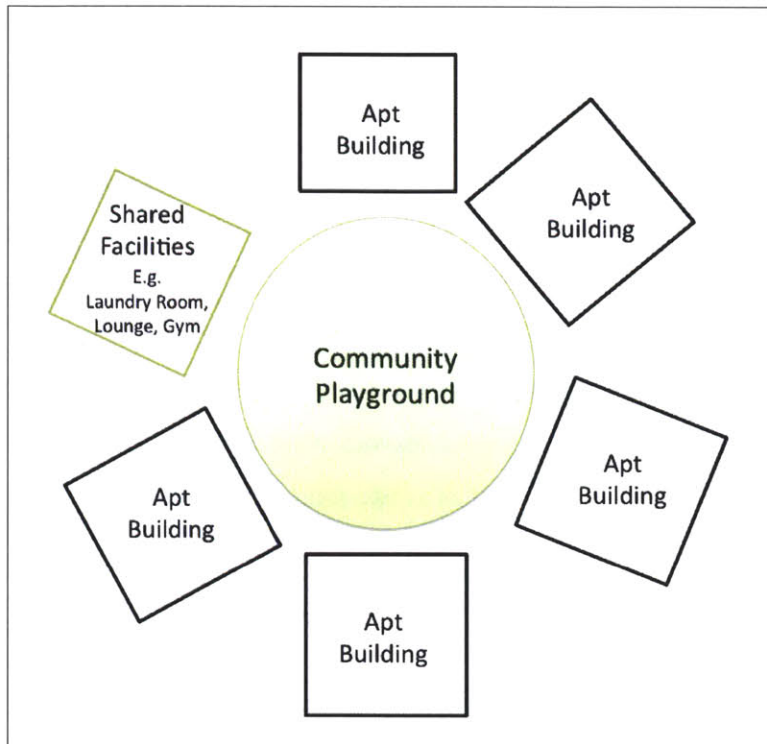 Apt
Building
Apt
Building
Shared
Facilities
E.g.
Laundry Room,
Lounge, Gym
Community
Playground
Apt
Building
Apt
Building
Apt
Building